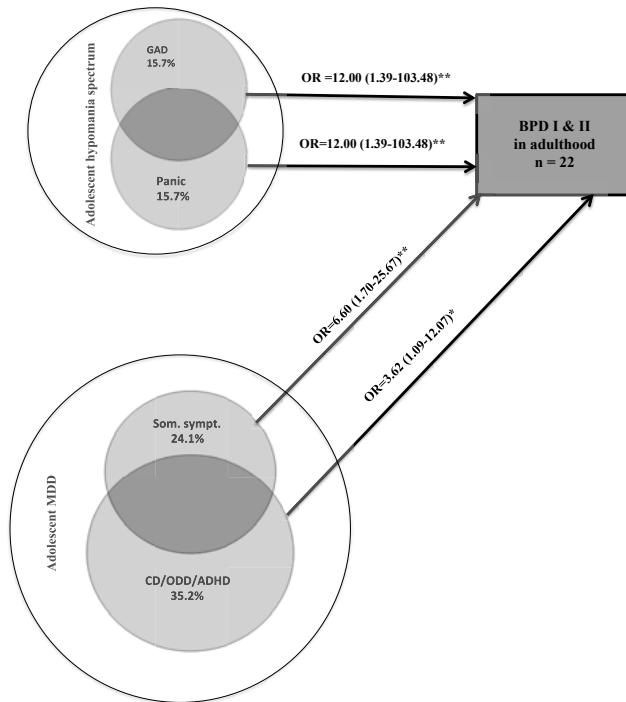 Adolescent hypomania spectrum
GAD
15.7%
Panic
15.7%
OR =12.00 (1.39-103.48)**
OR=12.00 (1.39-103.48)**
BPD I & II
in adulthood
n = 22
OR=6.60 (1.70-25.67)**
OR=3.62 (1.09-12.07)*
Adolescent MDD
Som. sympt.
24.1%
CD/ODD/ADHD
35.2%